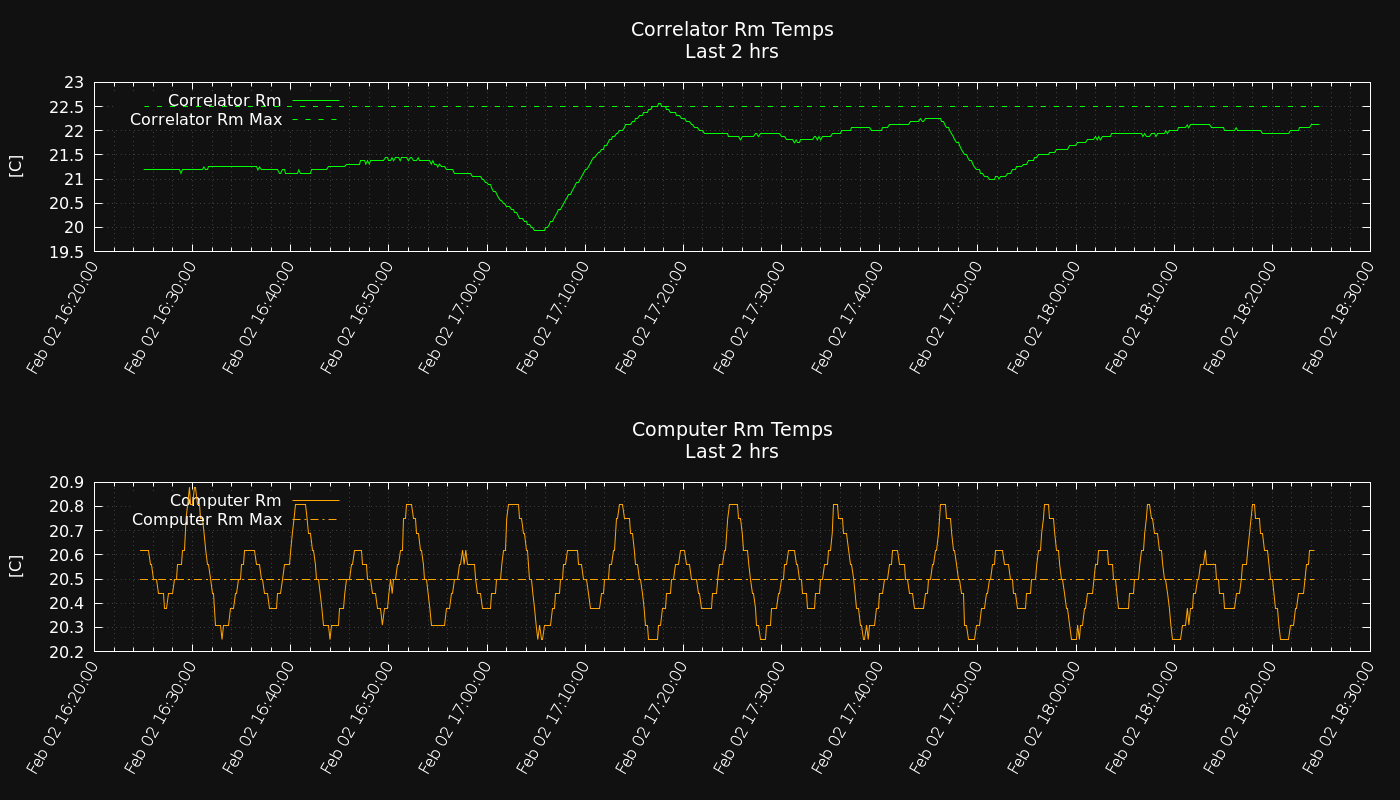 Correlator Rm Temps
Last 2 hrs
23
22.5
22
21.5
21
20.5
20
19.5
[C]
Correlator Rm
Correlator Rm Max
Feb 02 16:20:00
Feb 02 16:30:00
Feb 02 16:40:00
Feb 02 16:50:00
Feb 02 17:00:00
Feb 02 17:10:00
Feb 02 17:20:00
Feb 02 17:30:00
Feb 02 17:40:00
Feb 02 17:50:00
Feb 02 18:00:00
Feb 02 18:10:00
Feb 02 18:20:00
Feb 02 18:30:00
Computer Rm Temps
Last 2 hrs
20.9
20.8
20.7
20.6
20.5
20.4
20.3
20.2
[C]
Computer Rm
Computer Rm Max
Feb 02 16:20:00
Feb 02 16:30:00
Feb 02 16:40:00
Feb 02 16:50:00
Feb 02 17:00:00
Feb 02 17:10:00
Feb 02 17:20:00
Feb 02 17:30:00
Feb 02 17:40:00
Feb 02 17:50:00
Feb 02 18:00:00
Feb 02 18:10:00
Feb 02 18:20:00
Feb 02 18:30:00